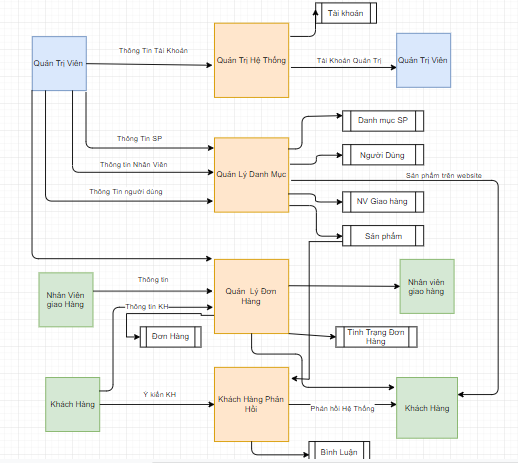 Tài khoản
Thông Tin Tài Khoản
Quản Trị Viên
Quản Trị Hệ Thống
Tài Khoản Quản Trị
Quản Trị Viên
Danh mục SP
Thông Tin SP
Người Dùng
Thông tin Nhân Viên
Quản Lý Danh Mục
Sản phẩm trên website
Thông Tin người dùng
NV Giao hàng
Sản phẩm
Thông tin
Nhân Viên
giao Hàng
Quản Lý Đơn
Hàng
Nhân viên
giao hàng
Thông tin KH
Đơn Hàng
Tình Trạng Đơn
Hàng
Ý kiến KH
Khách Hàng
Khách Hàng Phản
Hồi
Phản hồi Hệ Thống
Khách Hàng
Bình Luận